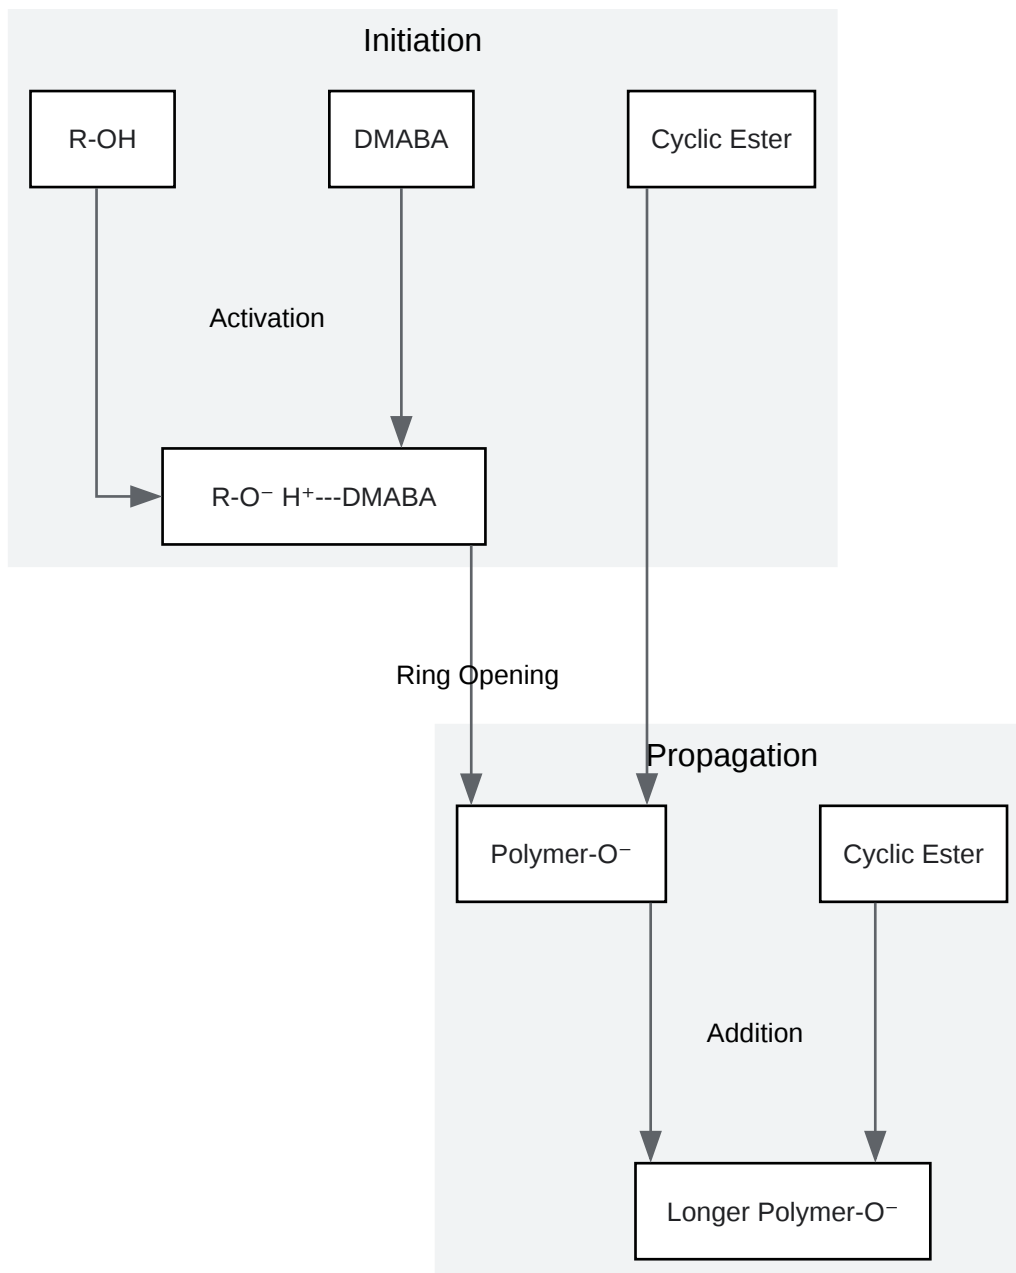 Initiation
R-OH
DMABA
Cyclic Ester
Activation
R-O⁻ H⁺---DMABA
Ring Opening
Propagation
Polymer-O⁻
Cyclic Ester
Addition
Longer Polymer-O⁻